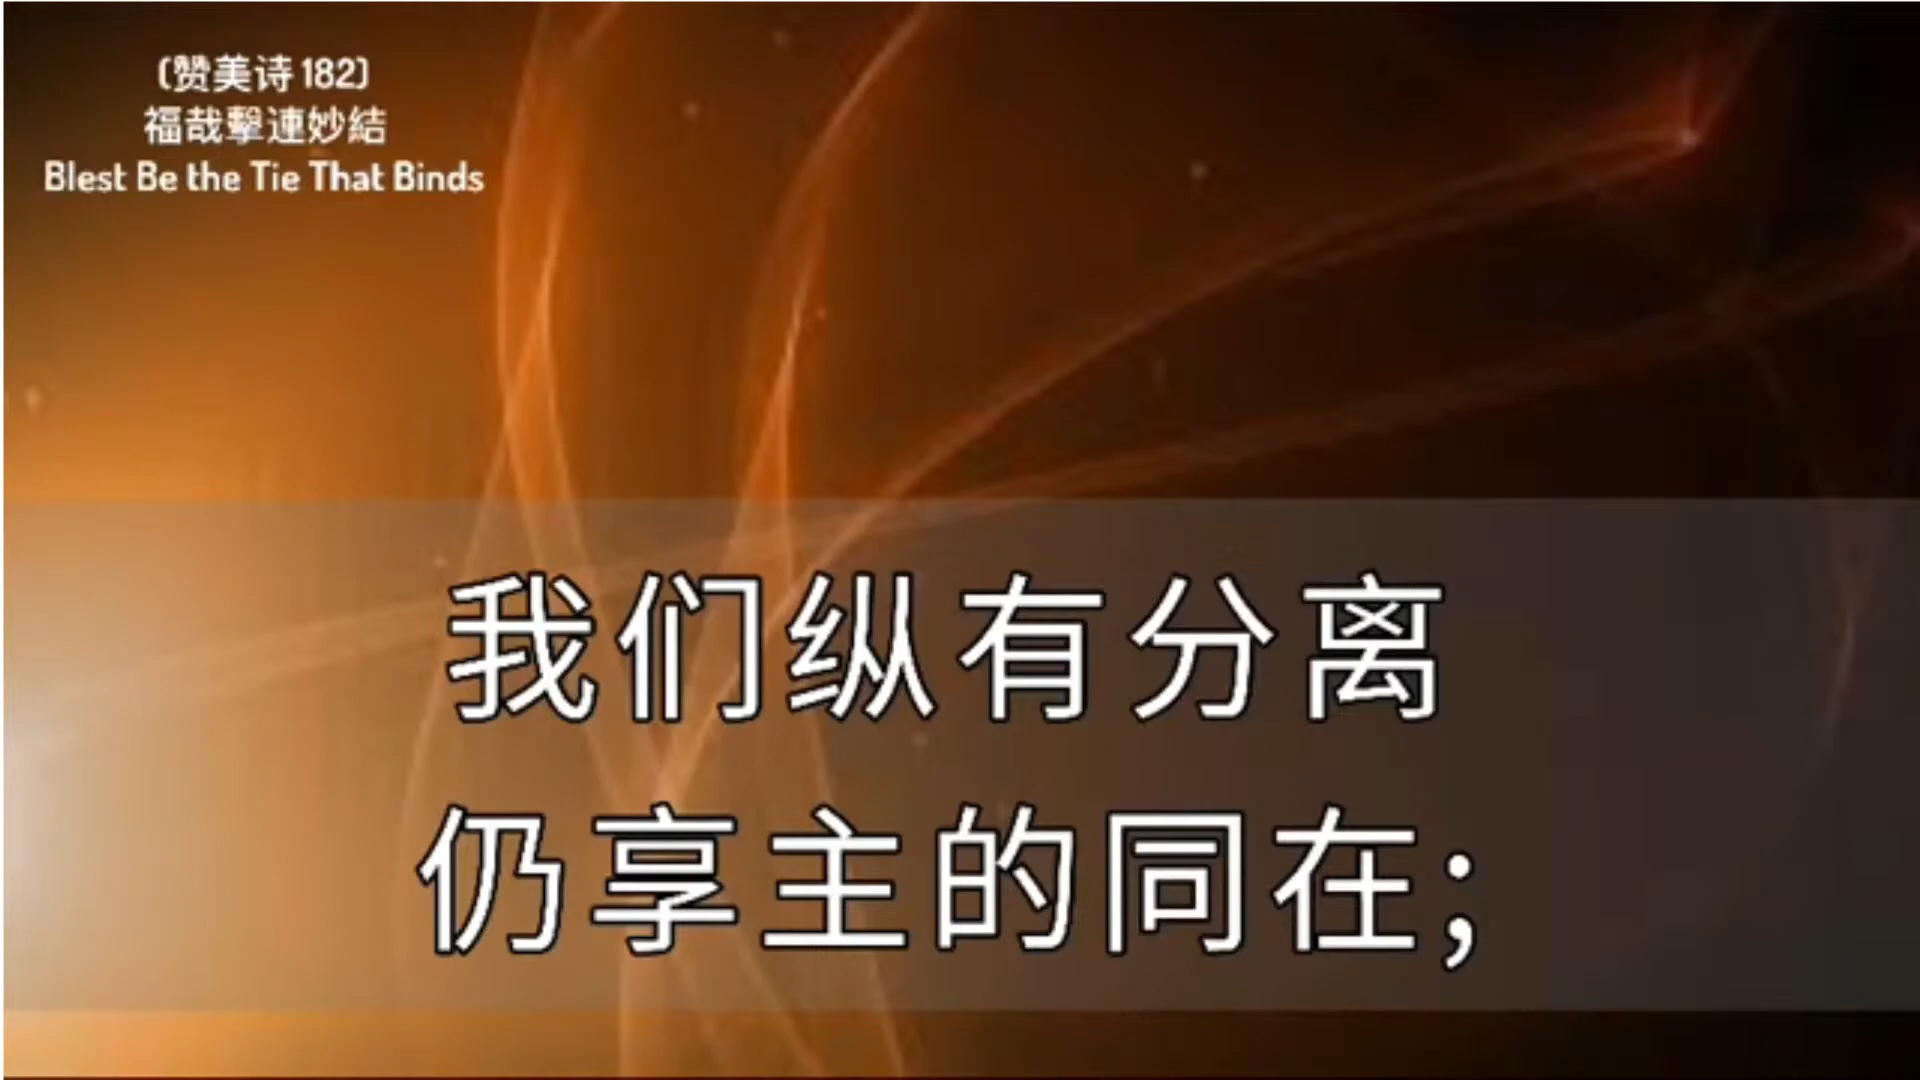 (赞美诗 182)
福哉擊連妙結
Blest Be the Tie That Binds
我们纵有分离
仍享主的同在;